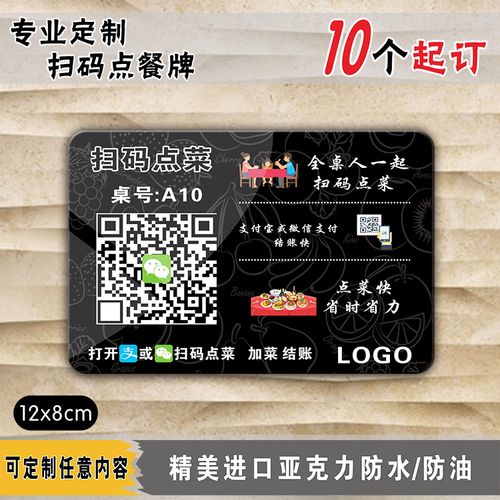 专业定制
扫码点餐牌
10个起订
扫码点菜
桌号:A10
全桌人一起
扫码点菜
支付宝或微信支付
结账快
点菜快
省时省力
打开支或扫码点菜 加菜 结账
LOGO
12x8cm
可定制任意内容
精美进口亚克力防水/防油